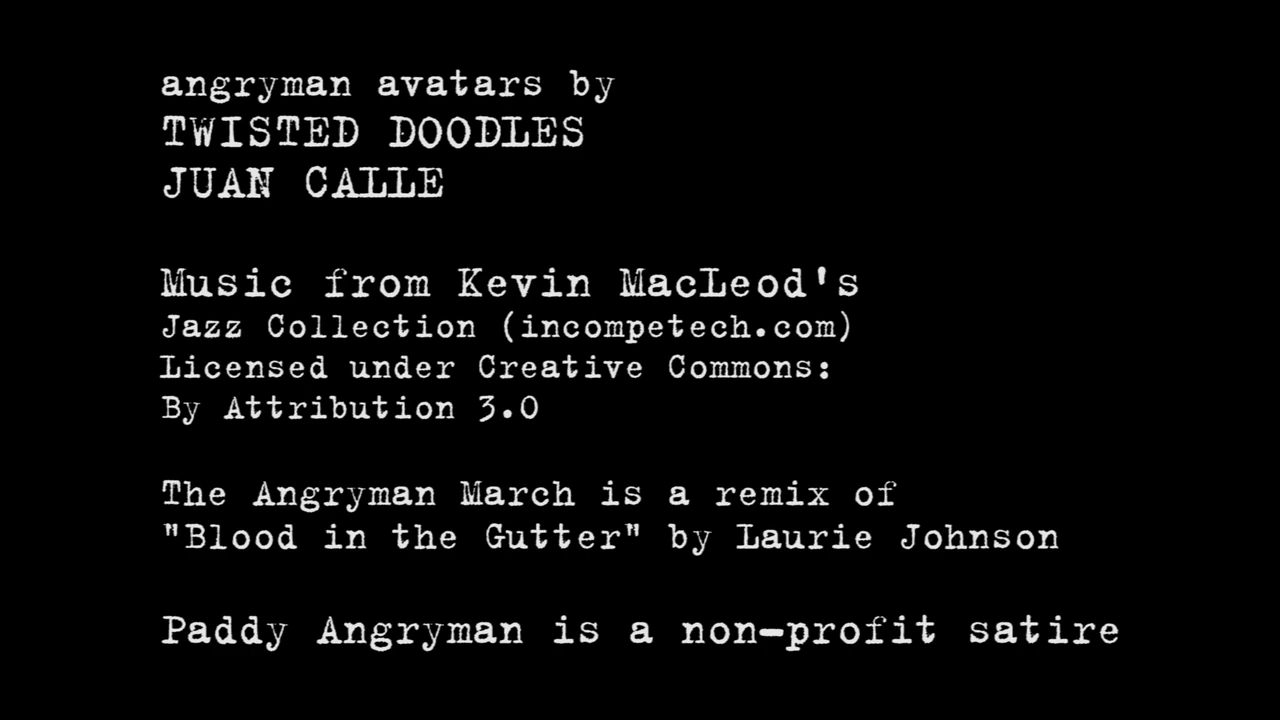 angryman avatars by
TWISTED DOODLES
JUAN CALLE
Music from Kevin MacLeod's
Jazz Collection (incompetech.com)
Licensed under Creative Commons:
By Attribution 3.0
The Angryman March is a remix of
"Blood in the Gutter" by Laurie Johnson
Paddy Angryman is a non-profit satire